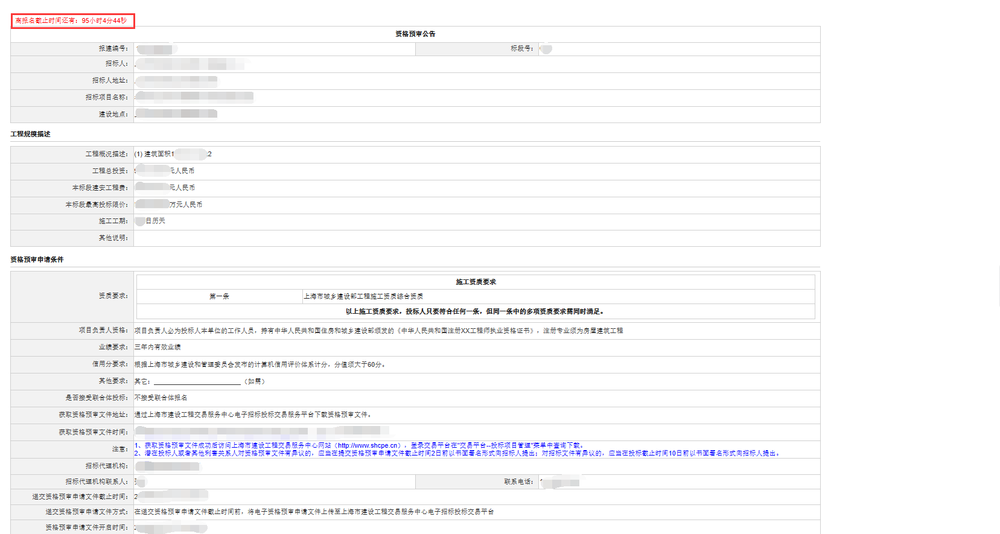 离报名截止时间还有：95小时4分44秒
资格预审公告
报建编号：
标段号：
招标人：
招标人地址：
招标项目名称：
建设地点：
工程规模描述
工程概况描述： (1) 建筑面积1 2
工程总投资： 元人民币
本标段建安工程费： 元人民币
本标段最高投标限价： 万元人民币
施工工期： 日历天
其他说明：
资格预审申请条件
资质要求：
施工资质要求
第一条 上海市城乡建设部工程施工资质综合资质
以上施工资质要求，投标人只要符合任何一条，但同一条中的多项资质要求需同时满足。
项目负责人资格： 项目负责人必为投标人本单位的工作人员，持有中华人民共和国住房和城乡建设部颁发的《中华人民共和国注册XX工程师执业资格证书》，注册专业须为房屋建筑工程
业绩要求： 三年内有效业绩
信用分要求： 根据上海市城乡建设和管理委员会发布的计算机信用评价体系计分，分值须大于60分。
其他要求： 其它：________________________（如需）
是否接受联合体投标： 不接受联合体报名
获取资格预审文件地址： 通过上海市建设工程交易服务中心电子招标投标交易服务平台下载资格预审文件。
获取资格预审文件时间：
注意： 1、获取资格预审文件成功后访问上海市建设工程交易服务中心网站（http://www.shcpe.cn），登录交易平台在"交易平台--投标项目管理"菜单中查询下载。
2、潜在投标人或者其他利害关系人对资格预审文件有异议的，应当在提交资格预审申请文件截止时间2日前以书面署名形式向招标人提出；对招标文件有异议的，应当在投标截止时间10日前以书面署名形式向招标人提出。
招标代理机构：
招标代理机构联系人：
联系电话：
递交资格预审申请文件截止时间： 2
递交资格预审申请文件方式： 在递交资格预审申请文件截止时间前，将电子资格预审申请文件上传至上海市建设工程交易服务中心电子招标投标交易平台
资格预审申请文件开启时间：